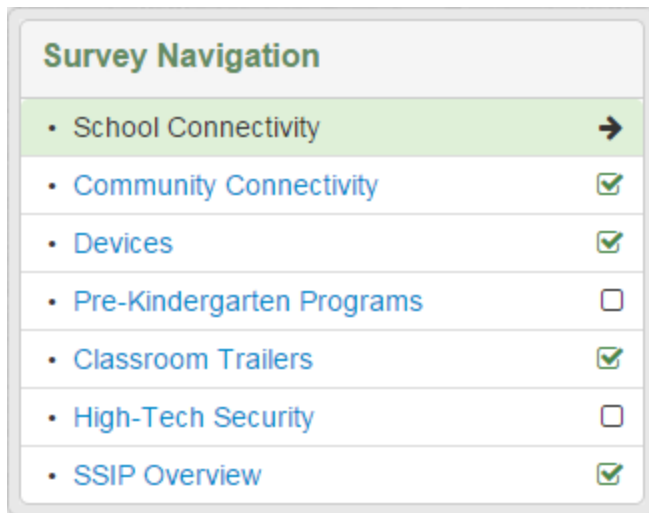 Survey Navigation
• School Connectivity
• Community Connectivity
• Devices
• Pre-Kindergarten Programs
• Classroom Trailers
• High-Tech Security
• SSIP Overview